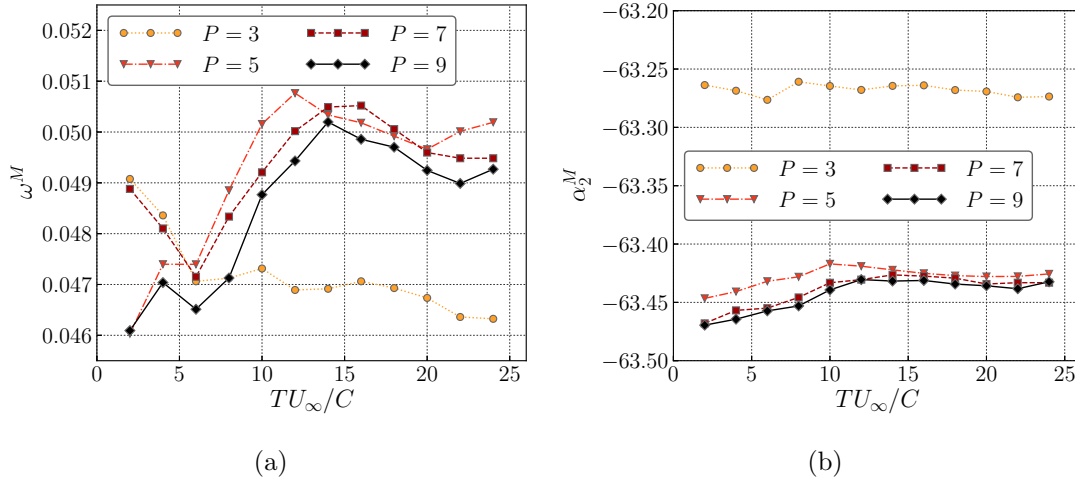 0.052
0.051
0.050
0.049
0.048
0.047
0.046
ω^M
P = 3
P = 5
P = 7
P = 9
0 5 10 15 20 25
TU∞/C
(a)
−63.20
−63.25
−63.30
−63.35
−63.40
−63.45
−63.50
α₂^M
P = 3
P = 5
P = 7
P = 9
0 5 10 15 20 25
TU∞/C
(b)